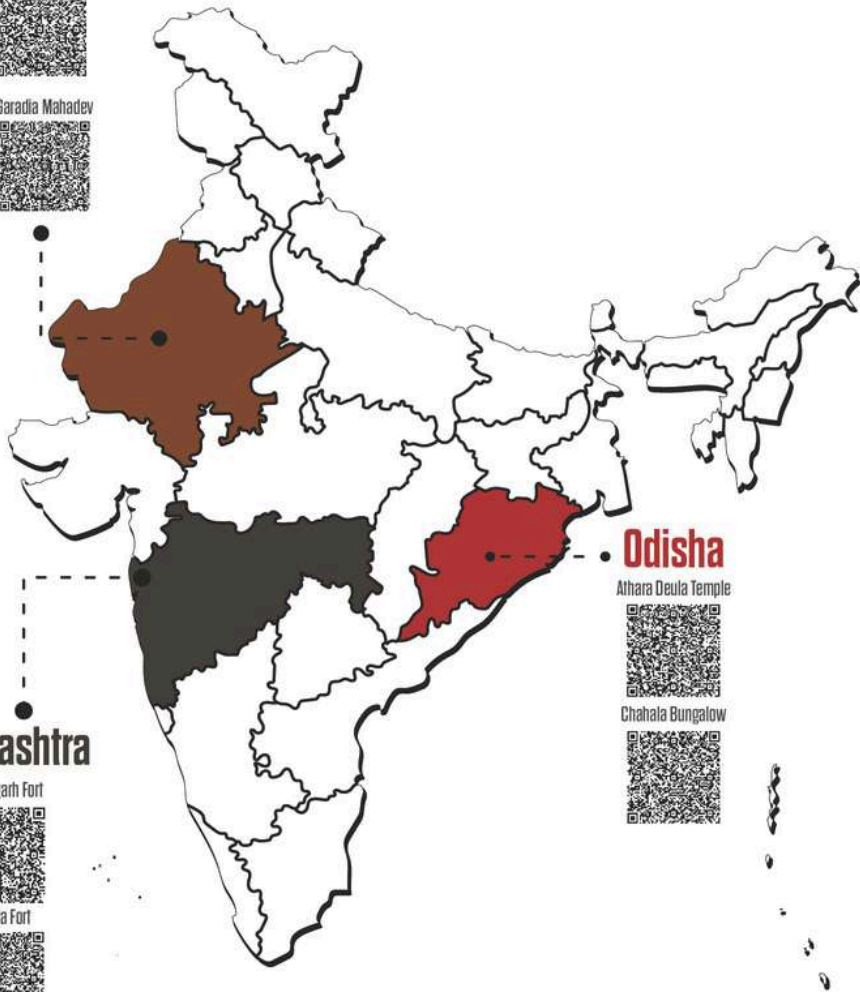 Garadia Mahadev
Odisha
Athara Deula Temple
Chahala Bungalow
ashtra
arh Fort
a Fort